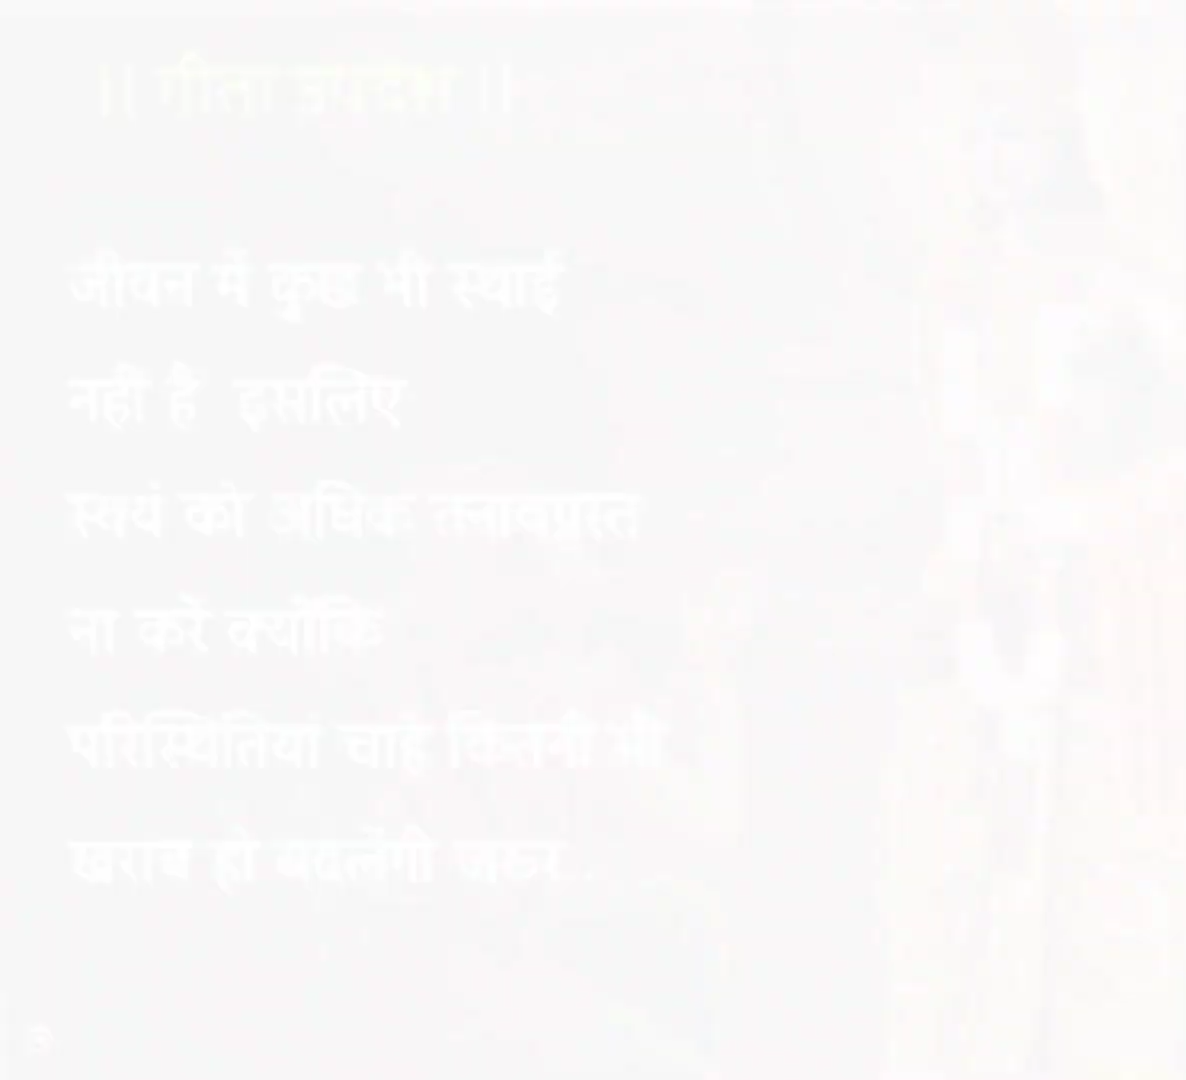 || गीता उपदेश ||
जीवन में कुछ भी स्थाई
नहीं है इसलिए
स्वयं को अधिक तनावग्रस्त
ना करें क्योंकि
परिस्थितियां चाहे कितनी भी
खराब हो बदलेंगी जरूर...